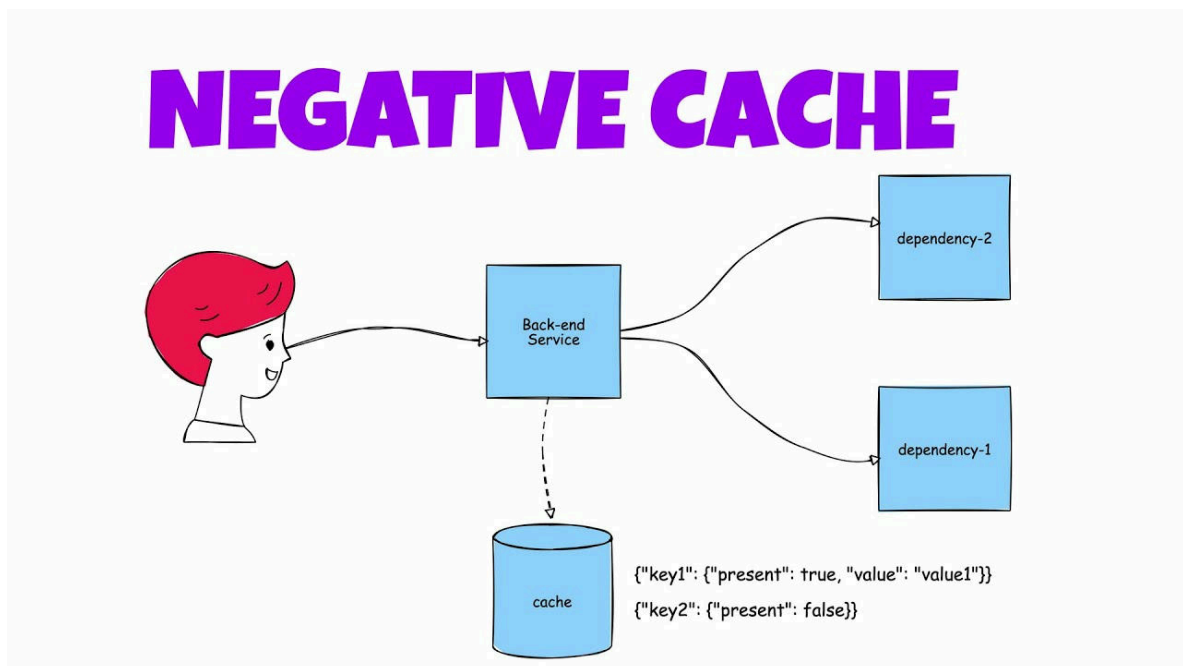 NEGATIVE CACHE
dependency-2
Back-end
Service
dependency-1
cache
{"key1": {"present": true, "value": "value1"}}
{"key2": {"present": false}}